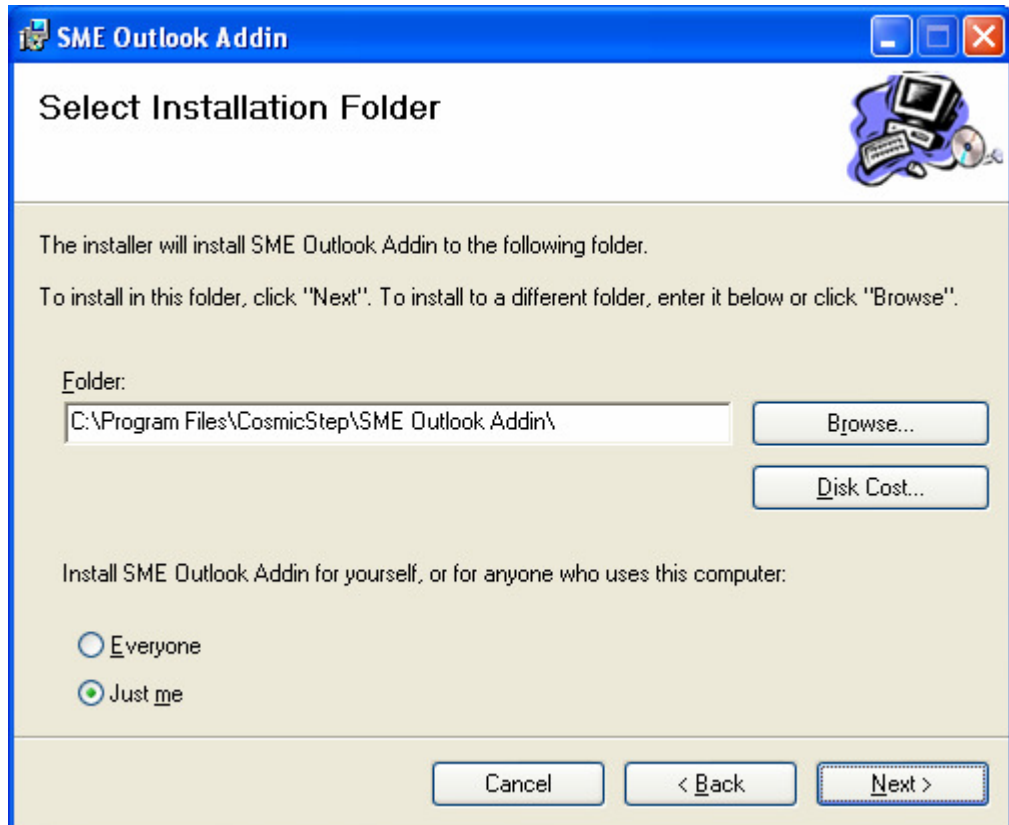 SME Outlook Addin
Select Installation Folder
The installer will install SME Outlook Addin to the following folder.
To install in this folder, click "Next". To install to a different folder, enter it below or click "Browse".
Folder:
C:\Program Files\CosmicStep\SME Outlook Addin\
Browse...
Disk Cost...
Install SME Outlook Addin for yourself, or for anyone who uses this computer:
Everyone
Just me
Cancel
< Back
Next >